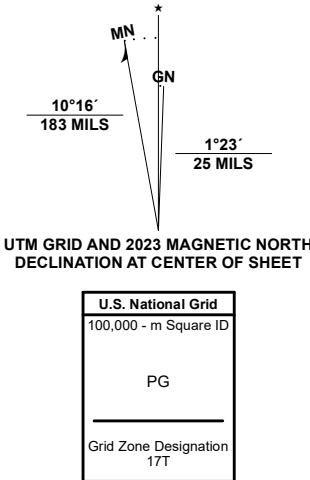 ★
MN
GN
10°16´
183 MILS
1°23´
25 MILS
UTM GRID AND 2023 MAGNETIC NORTH
DECLINATION AT CENTER OF SHEET
U.S. National Grid
100,000 - m Square ID
PG
Grid Zone Designation
17T